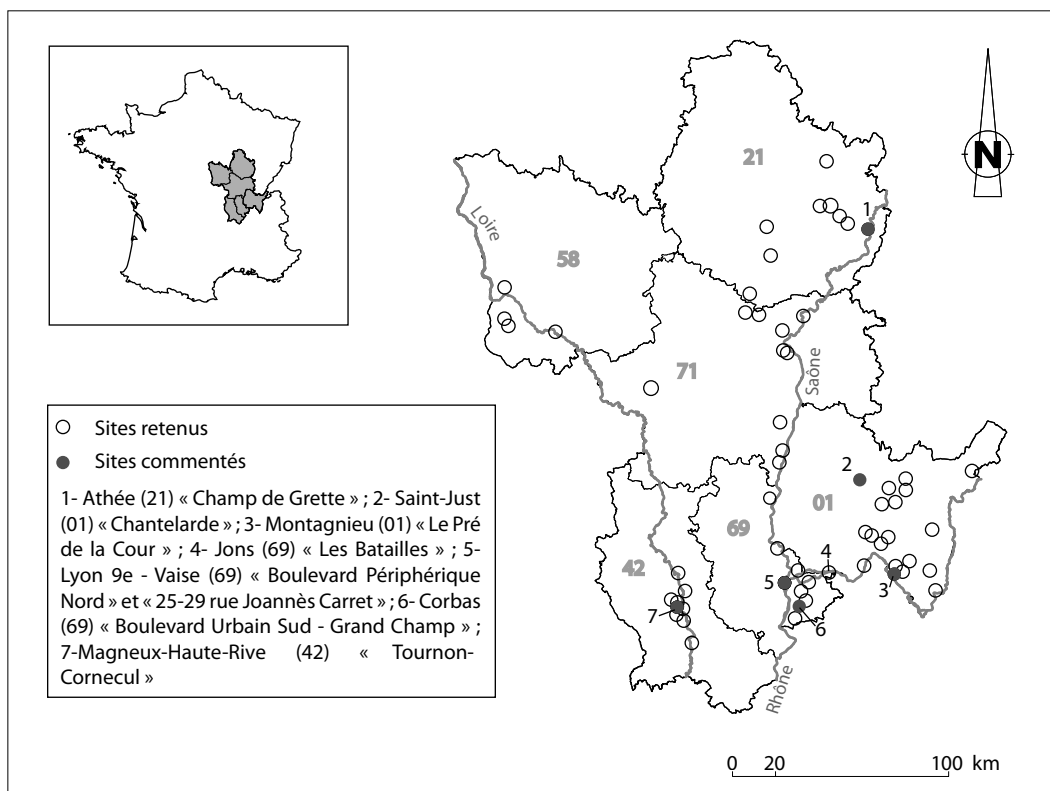 N
21
1
Loire
58
Saône
71
2
01
69
42
4
5
3
7
6
Rhône
Sites retenus
Sites commentés
1- Athée (21) « Champ de Grette » ; 2- Saint-Just
(01) « Chantelarde » ; 3- Montagnieu (01) « Le Pré
de la Cour » ; 4- Jons (69) « Les Batailles » ; 5-
Lyon 9e - Vaise (69) « Boulevard Périphérique
Nord » et « 25-29 rue Joannès Carret » ; 6- Corbas
(69) « Boulevard Urbain Sud - Grand Champ » ;
7-Magneux-Haute-Rive (42) « Tournon-
Cornecul »
0 20 100 km